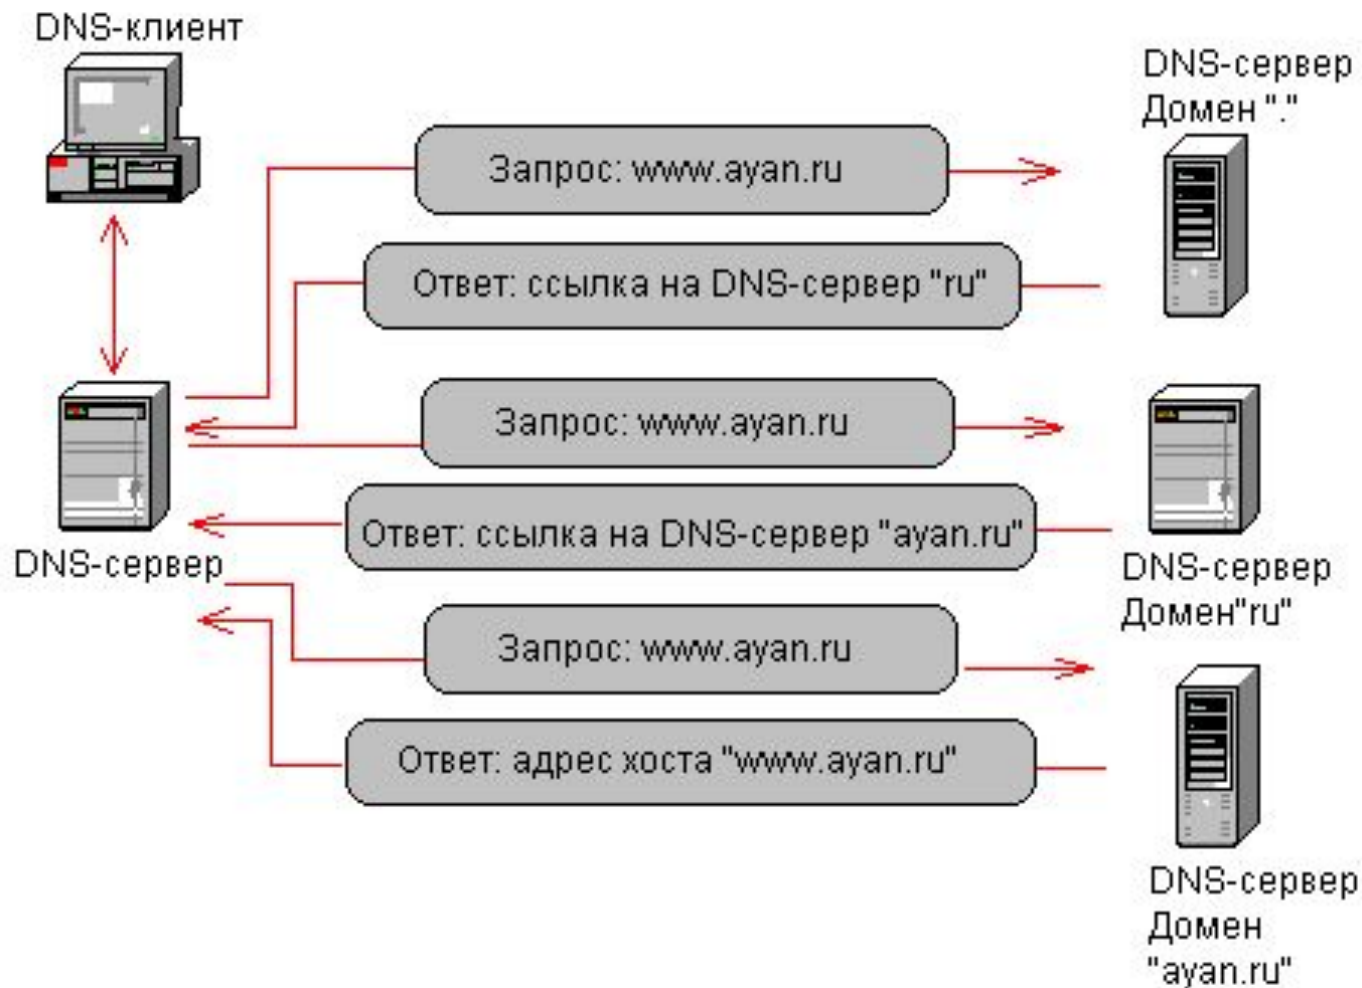 DNS-клиент
DNS-сервер
Домен "."
Запрос: www.ayan.ru
Ответ: ссылка на DNS-сервер "ru"
Запрос: www.ayan.ru
Ответ: ссылка на DNS-сервер "ayan.ru"
DNS-сервер
DNS-сервер
Домен"ru"
Запрос: www.ayan.ru
Ответ: адрес хоста "www.ayan.ru"
DNS-сервер
Домен
"ayan.ru"